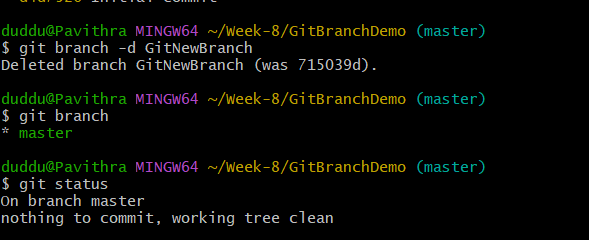 duddu@Pavithra MINGW64 ~/Week-8/GitBranchDemo (master)
$ git branch -d GitNewBranch
Deleted branch GitNewBranch (was 715039d).
duddu@Pavithra MINGW64 ~/Week-8/GitBranchDemo (master)
$ git branch
* master
duddu@Pavithra MINGW64 ~/Week-8/GitBranchDemo (master)
$ git status
On branch master
nothing to commit, working tree clean